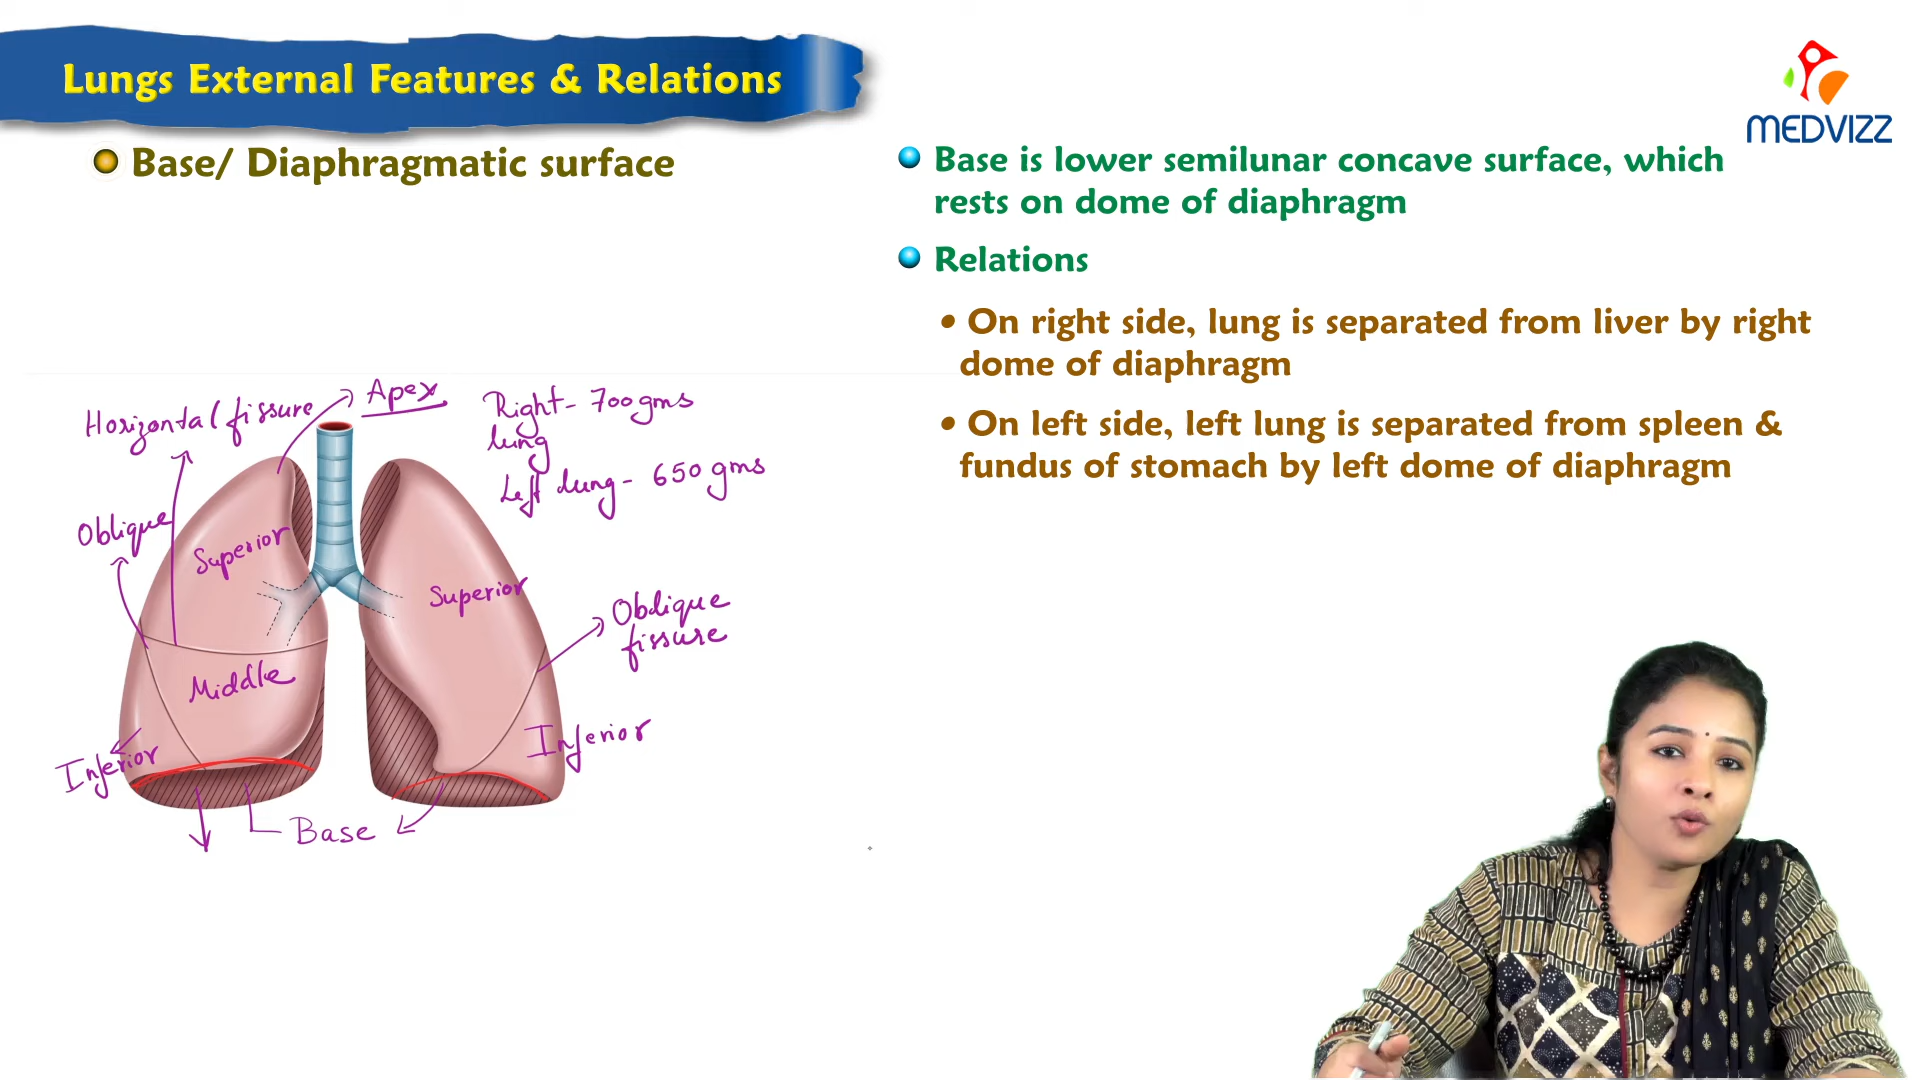 Lungs External Features & Relations
MEDVIZZ
Base/ Diaphragmatic surface
Base is lower semilunar concave surface, which
rests on dome of diaphragm
Relations
• On right side, lung is separated from liver by right
dome of diaphragm
• On left side, left lung is separated from spleen &
fundus of stomach by left dome of diaphragm
Apex
Horizontal fissure
Right - 700gms
lung
Left lung - 650 gms
Oblique
Superior
Superior
Oblique
fissure
Middle
Inferior
Inferior
Base